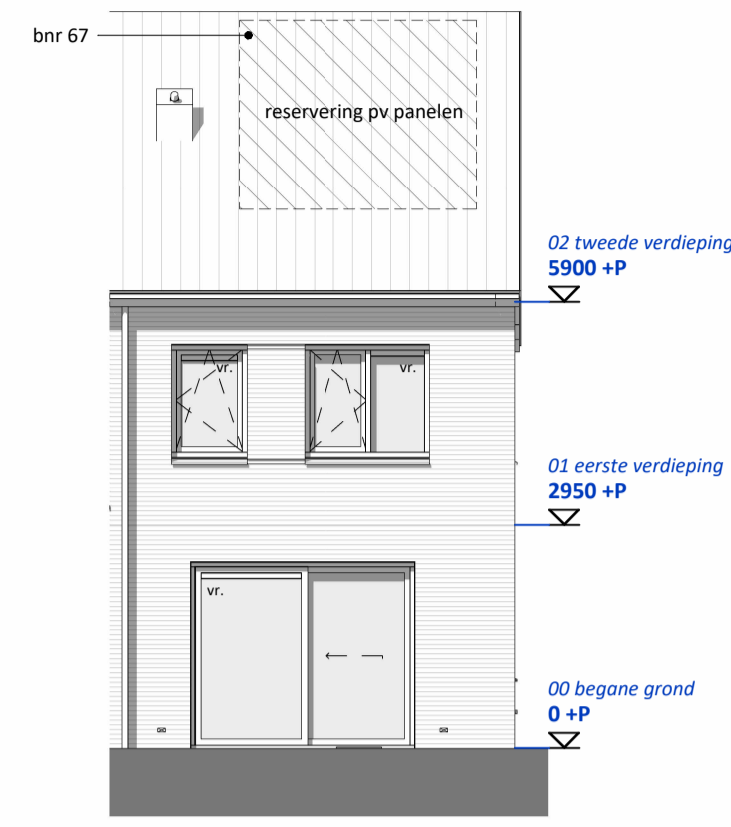 bnr 67
reservering pv panelen
02 tweede verdieping
5900 +P
vr.
vr.
01 eerste verdieping
2950 +P
vr.
00 begane grond
0 +P